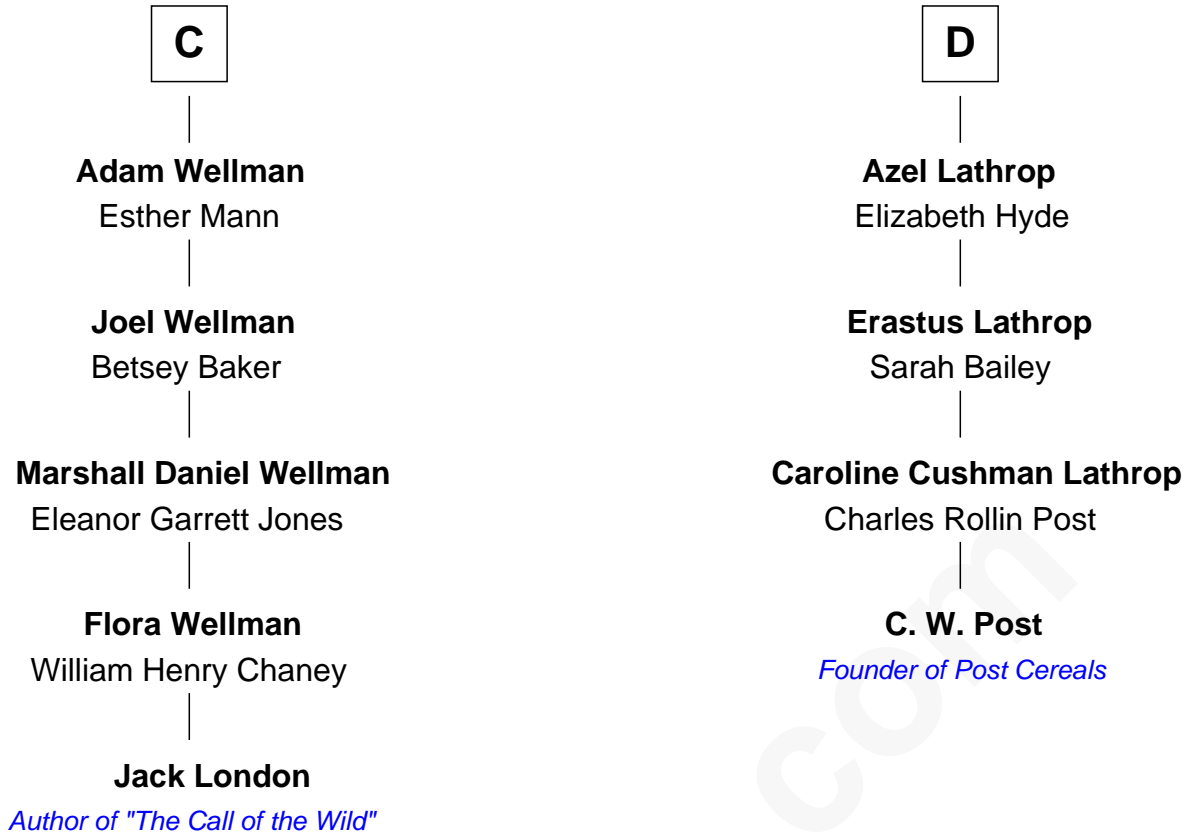 C
Adam Wellman
Esther Mann
Joel Wellman
Betsey Baker
Marshall Daniel Wellman
Eleanor Garrett Jones
Flora Wellman
William Henry Chaney
Jack London
Author of "The Call of the Wild"
D
Azel Lathrop
Elizabeth Hyde
Erastus Lathrop
Sarah Bailey
Caroline Cushman Lathrop
Charles Rollin Post
C. W. Post
Founder of Post Cereals
com